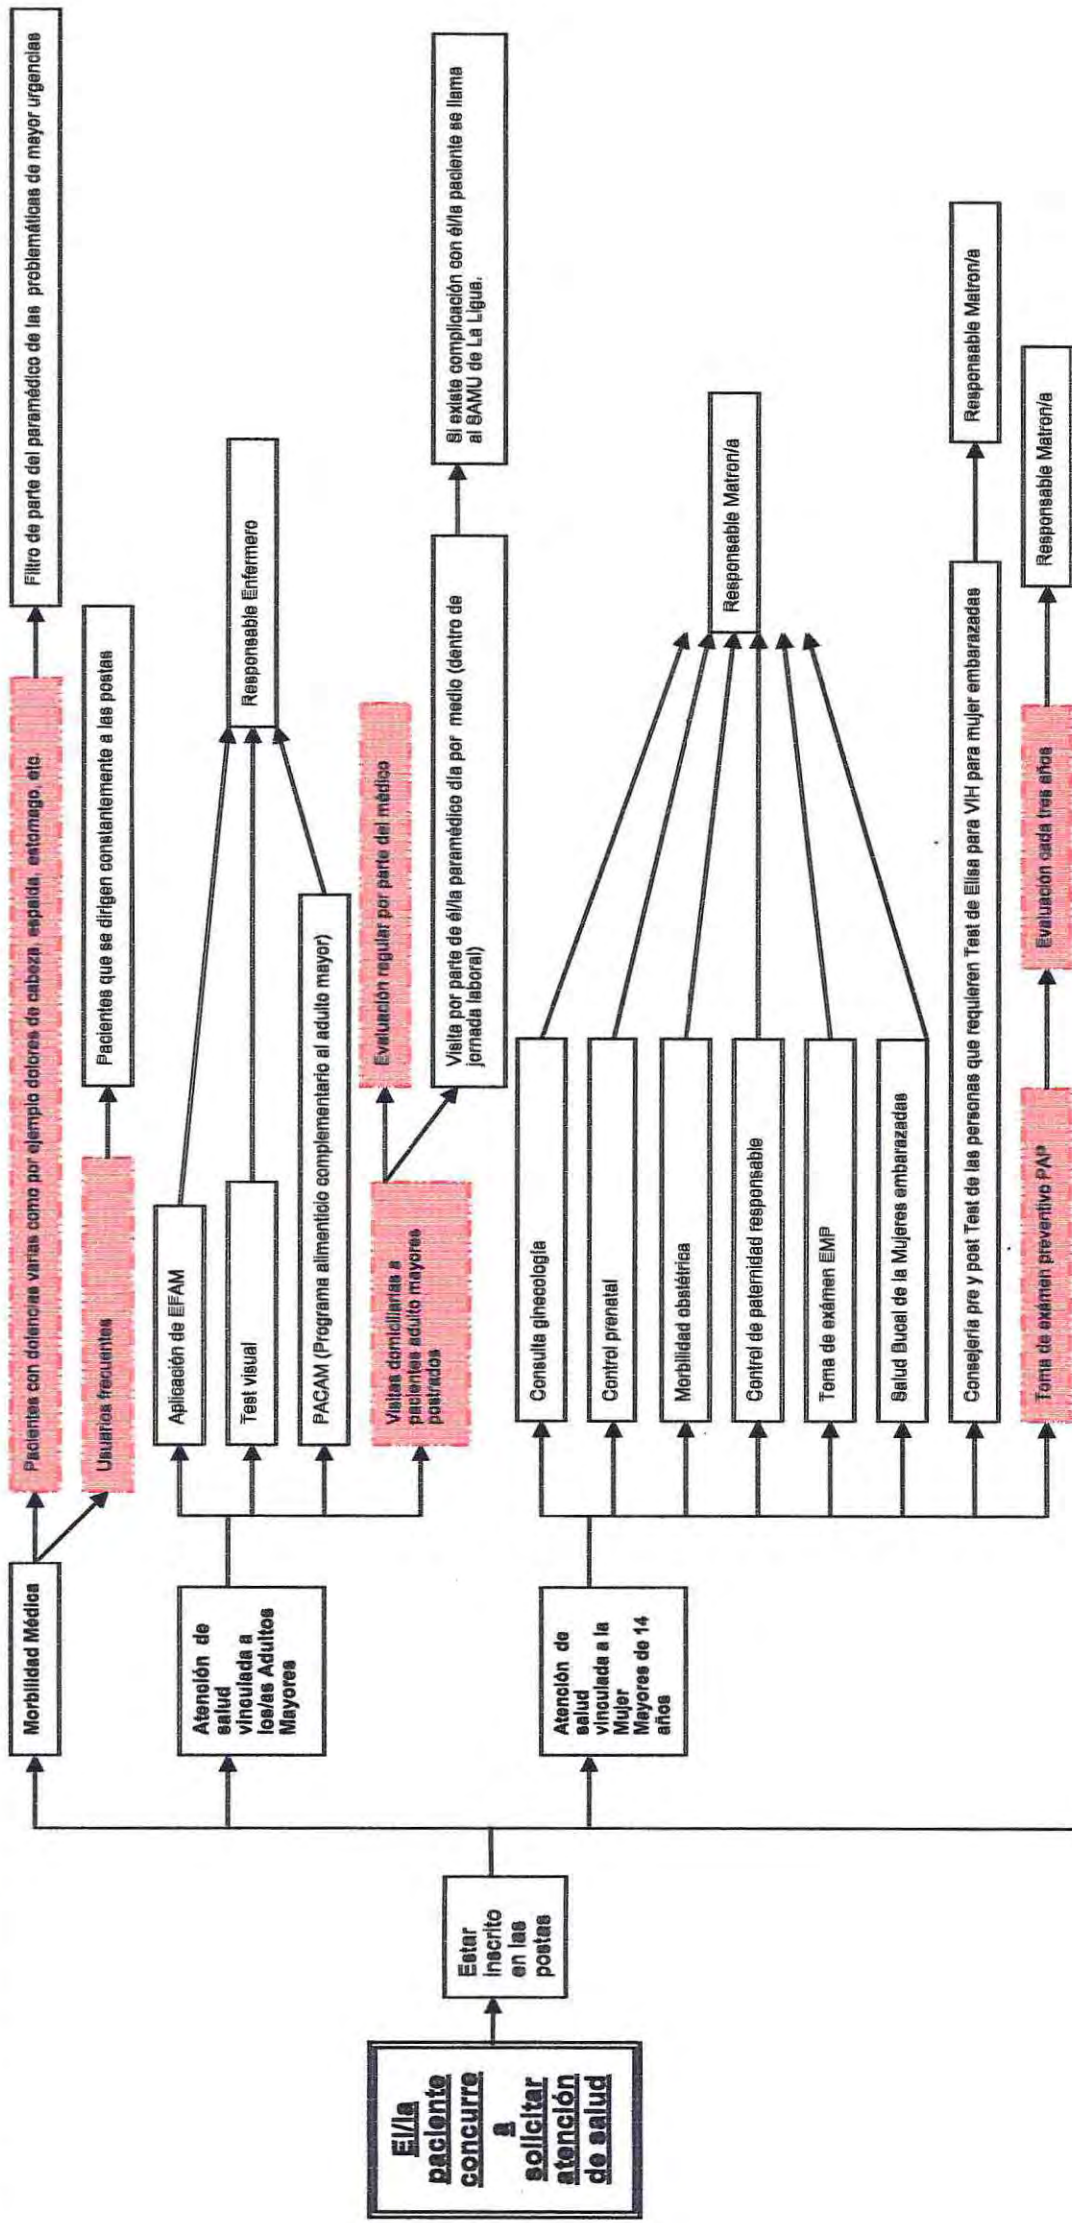 El/la
paciente
concurre
a
solicitar
atención
de salud
Estar
inscrito
en las
postas
Morbilidad Médica
Pacientes con dolencias varias como por ejemplo dolores de cabeza, espalda, estomago, etc.
Filtro de parte del paramédico de las problemáticas de mayor urgencias
Usuarios frecuentes
Pacientes que se dirigen constantemente a las postas
Atención de
salud
vinculada a
los/as Adultos
Mayores
Aplicación de EFAM
Test visual
PACAM (Programa alimenticio complementario al adulto mayor)
Responsable Enfermero
Visitas domiciliarias a
pacientes adulto mayores
postrados
Evaluación regular por parte del médico
Visita por parte de él/la paramédico día por medio (dentro de
jornada laboral)
Si existe complicación con él/la paciente se llama
al SAMU de La Ligua.
Atención de
salud
vinculada a la
Mujer
Mayores de 14
años
Consulta ginecología
Control prenatal
Morbilidad obstétrica
Control de paternidad responsable
Toma de exámen EMP
Salud Bucal de la Mujeres embarazadas
Responsable Matron/a
Consejería pre y post Test de las personas que requieren Test de Elisa para VIH para mujer embarazadas
Responsable Matron/a
Toma de exámen preventivo PAP
Evaluación cada tres años
Responsable Matron/a